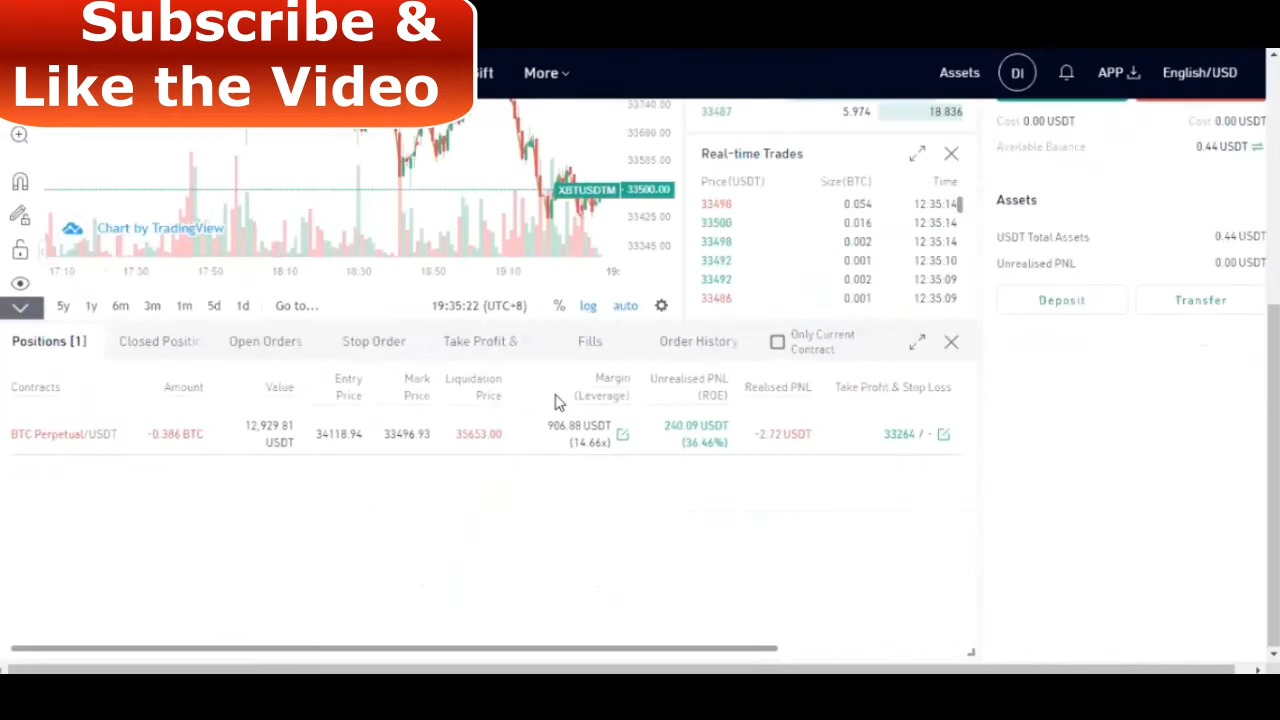 Subscribe &
Like the Video
ift More Assets DI APP English/USD
33740.00
33660.00
33585.00
XBTUSDTM 33500.00
33425.00
33345.00
Chart by TradingView
17:10 17:30 17:50 18:10 18:30 18:50 19:10 19:
5y 1y 6m 3m 1m 5d 1d Go to... 19:35:22 (UTC+8) % log auto
33487 5.974 18.836
Real-time Trades
Price(USDT) Size(BTC) Time
33498 0.054 12:35:14
33500 0.016 12:35:14
33498 0.002 12:35:14
33492 0.001 12:35:10
33492 0.002 12:35:09
33486 0.001 12:35:09
Cost 0.00 USDT Cost 0.00 USDT
Available Balance 0.44 USDT
Assets
USDT Total Assets 0.44 USDT
Unrealised PNL 0.00 USDT
Deposit Transfer
Positions [1] Closed Positic Open Orders Stop Order Take Profit & Fills Order History Only Current
Contract
Contracts Amount Value Entry
Price Mark
Price Liquidation
Price Margin
(Leverage) Unrealised PNL
(ROE) Realised PNL Take Profit & Stop Loss
BTC Perpetual/USDT -0.386 BTC 12,929.81
USDT 34118.94 33496.93 35653.00 906.88 USDT
(14.66x) 240.09 USDT
(36.46%) -2.72 USDT 33264 / -